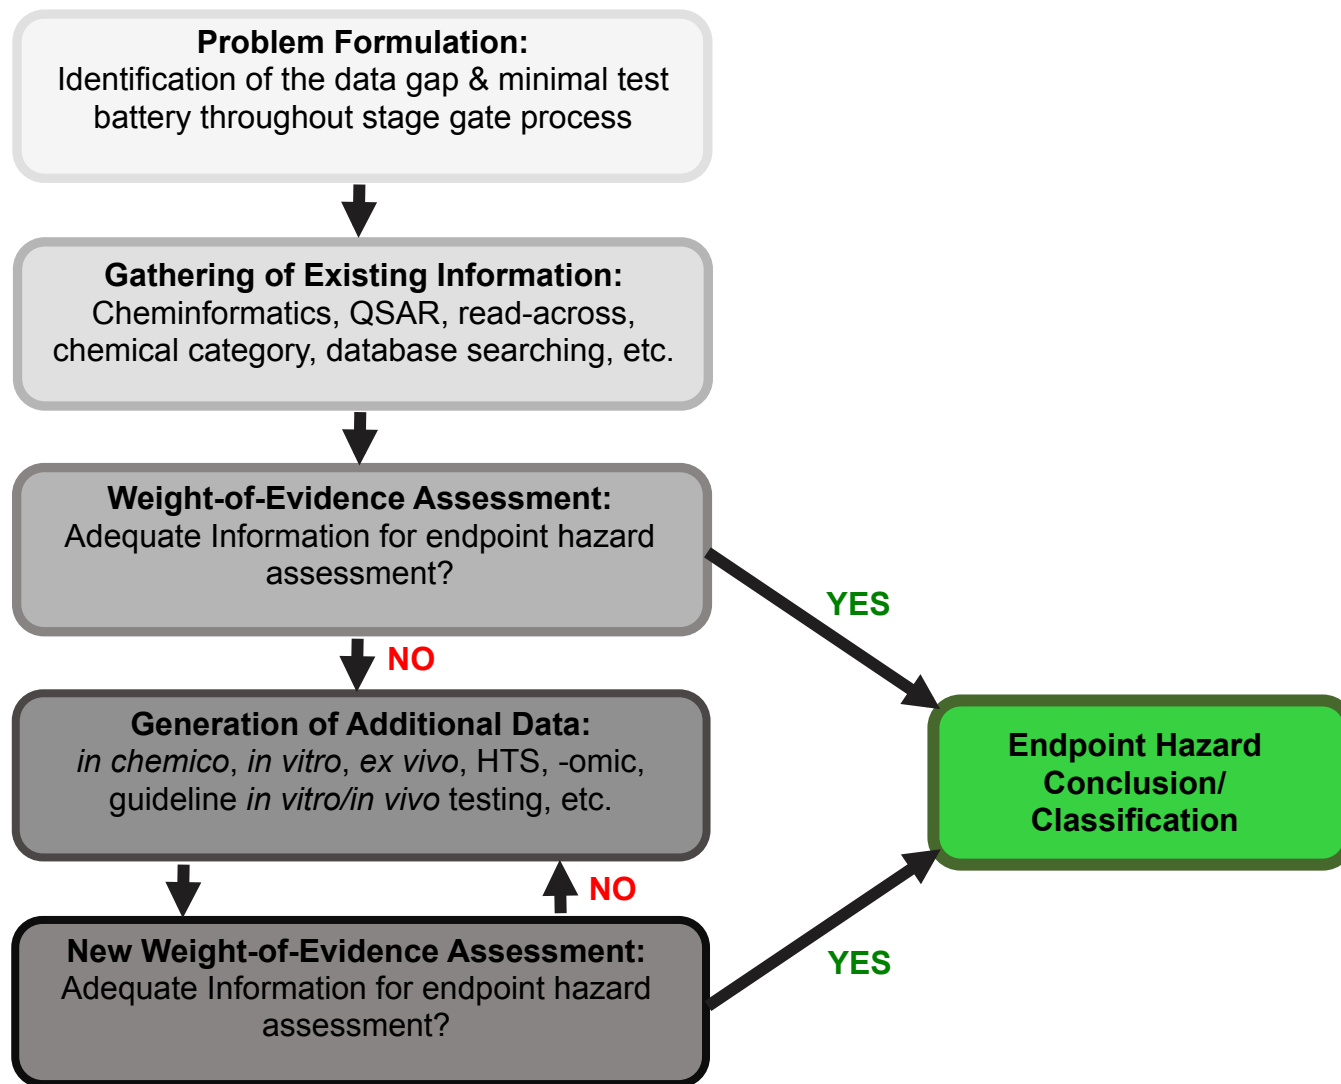 Problem Formulation:
Identification of the data gap & minimal test
battery throughout stage gate process
Gathering of Existing Information:
Cheminformatics, QSAR, read-across,
chemical category, database searching, etc.
Weight-of-Evidence Assessment:
Adequate Information for endpoint hazard
assessment?
YES
NO
Generation of Additional Data:
in chemico, in vitro, ex vivo, HTS, -omic,
guideline in vitro/in vivo testing, etc.
Endpoint Hazard
Conclusion/
Classification
NO
New Weight-of-Evidence Assessment:
Adequate Information for endpoint hazard
assessment?
YES